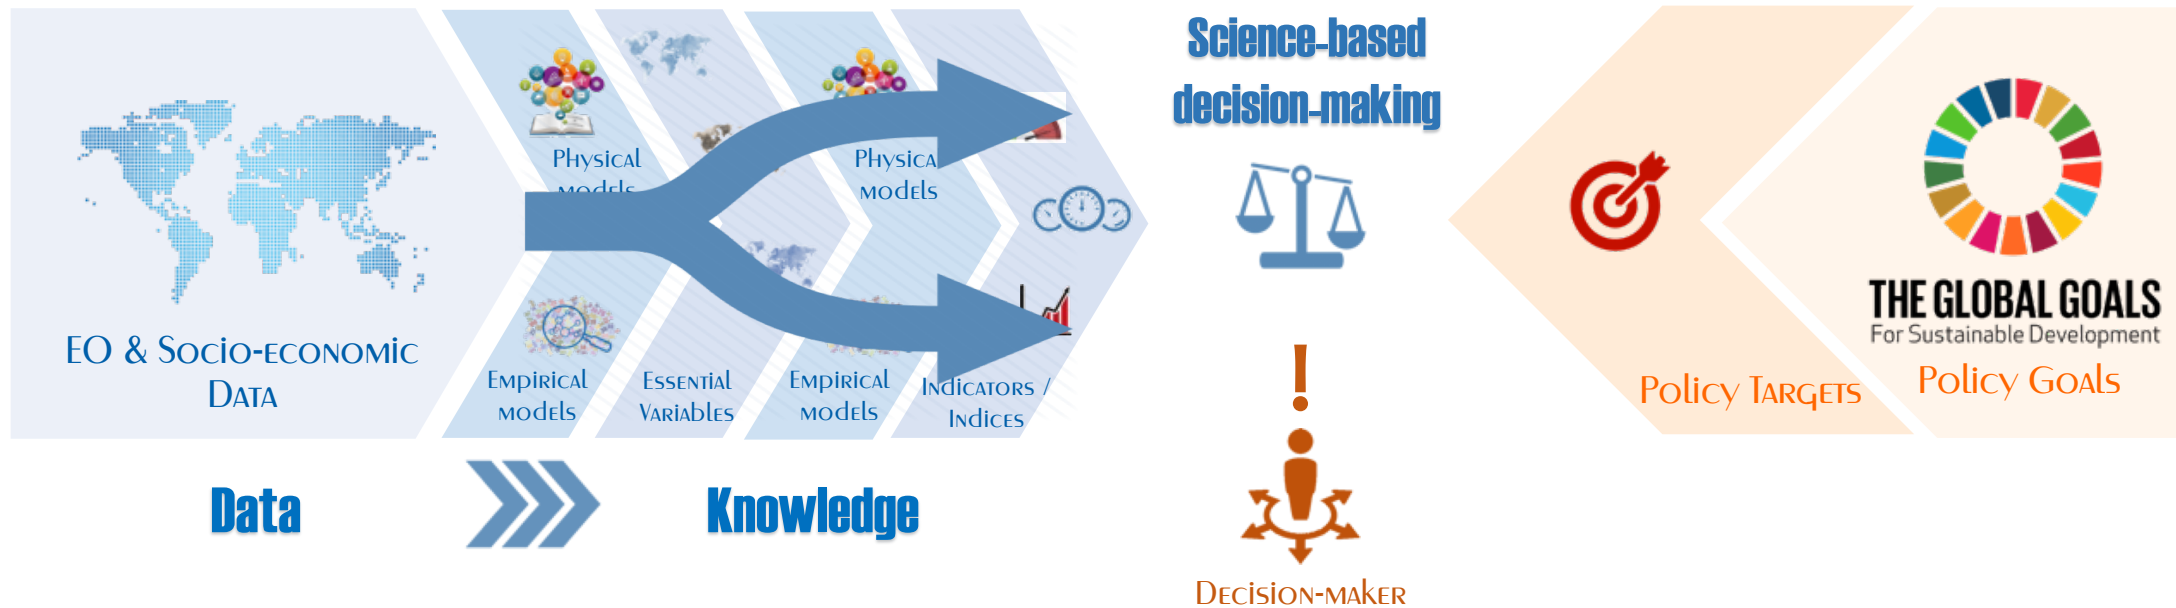 EO & Socio-economic
Data
Physical
models
Empirical
models
Essential
Variables
Physica
models
Empirical
models
Indicators /
Indices
Science-based
decision-making
!
Decision-maker
Policy Targets
THE GLOBAL GOALS
For Sustainable Development
Policy Goals
Data
Knowledge